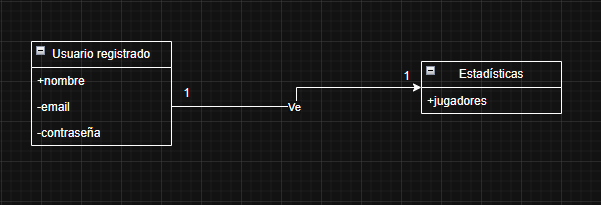 Usuario registrado
+nombre
-email
-contraseña
1
Ve
1
Estadísticas
+jugadores